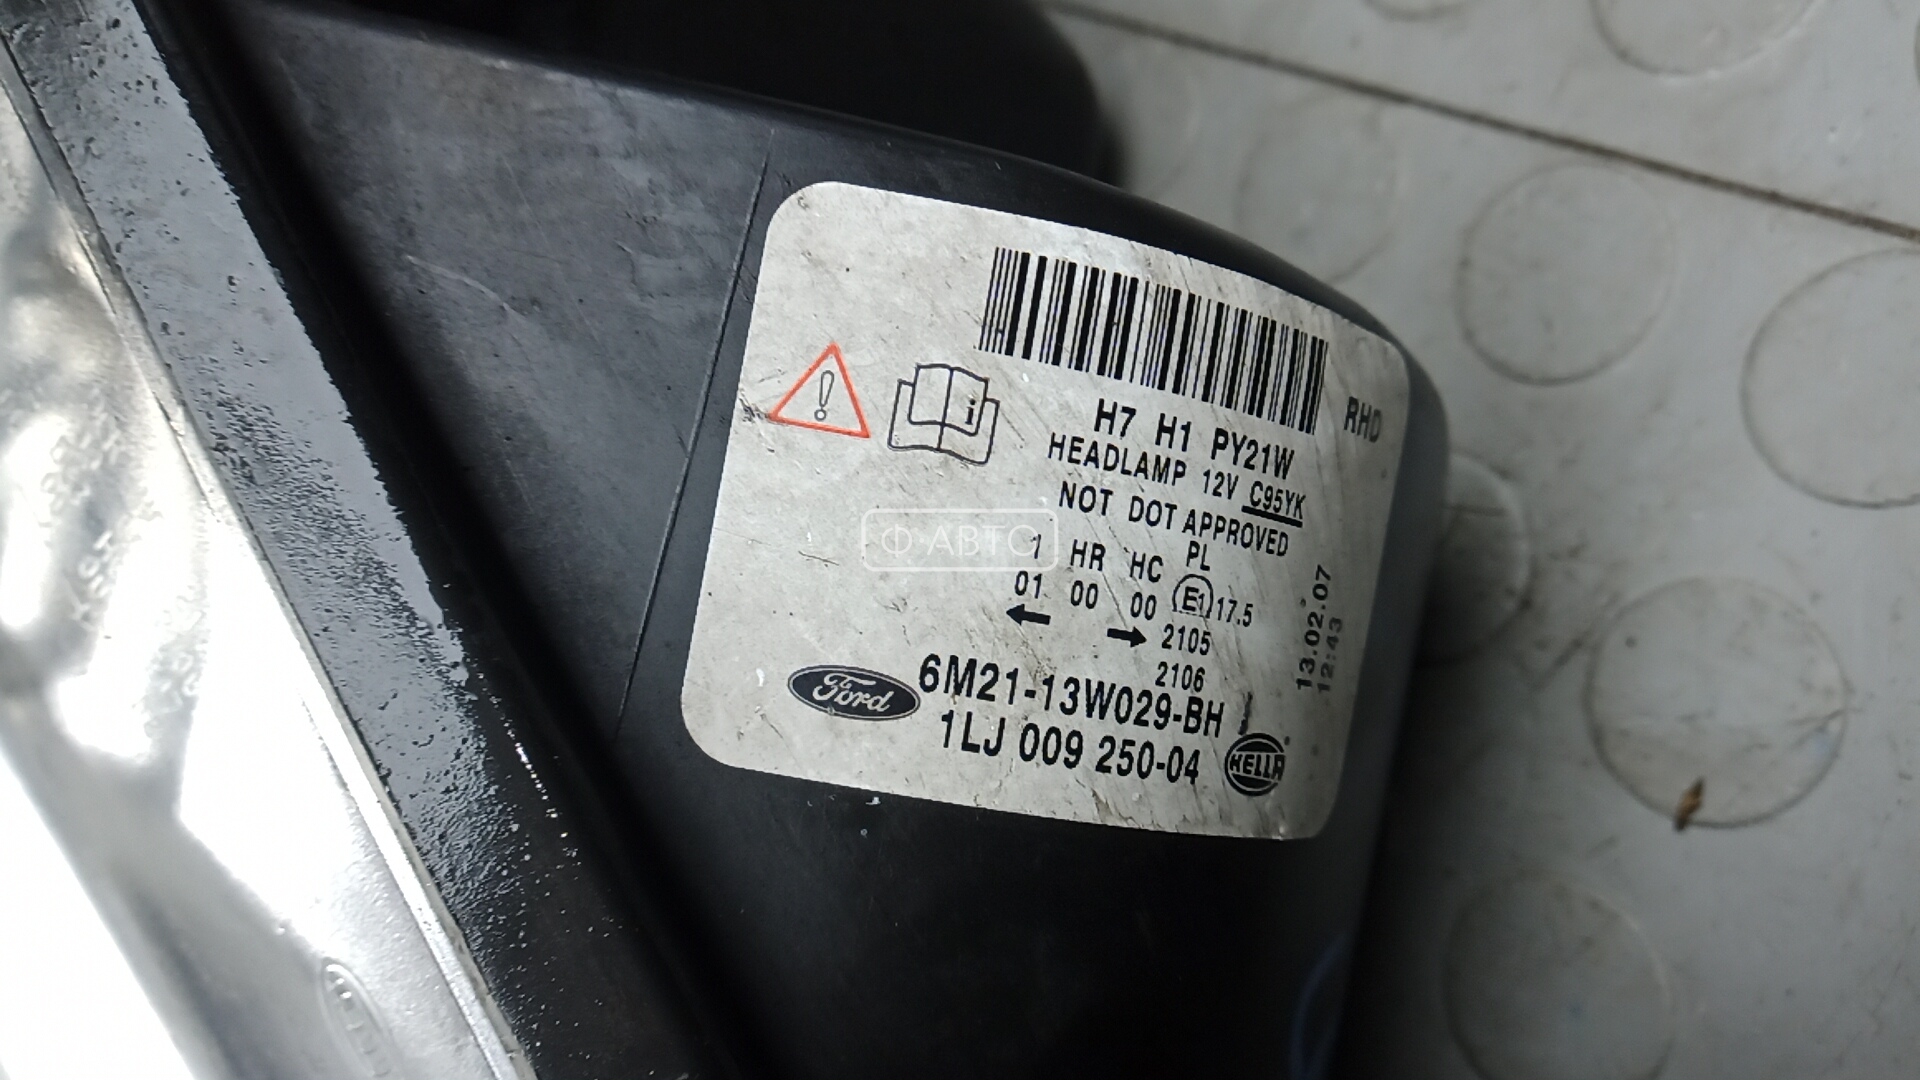 RHD
H7 H1 PY21W
HEADLAMP 12V C95YK
NOT DOT APPROVED
Ф-АВТО
1 HR HC PL
01 00 00 E1 17.5
2105
2106
13.02.07
12:43
Ford
6M21-13W029-BH
1LJ 009 250-04
HELLA